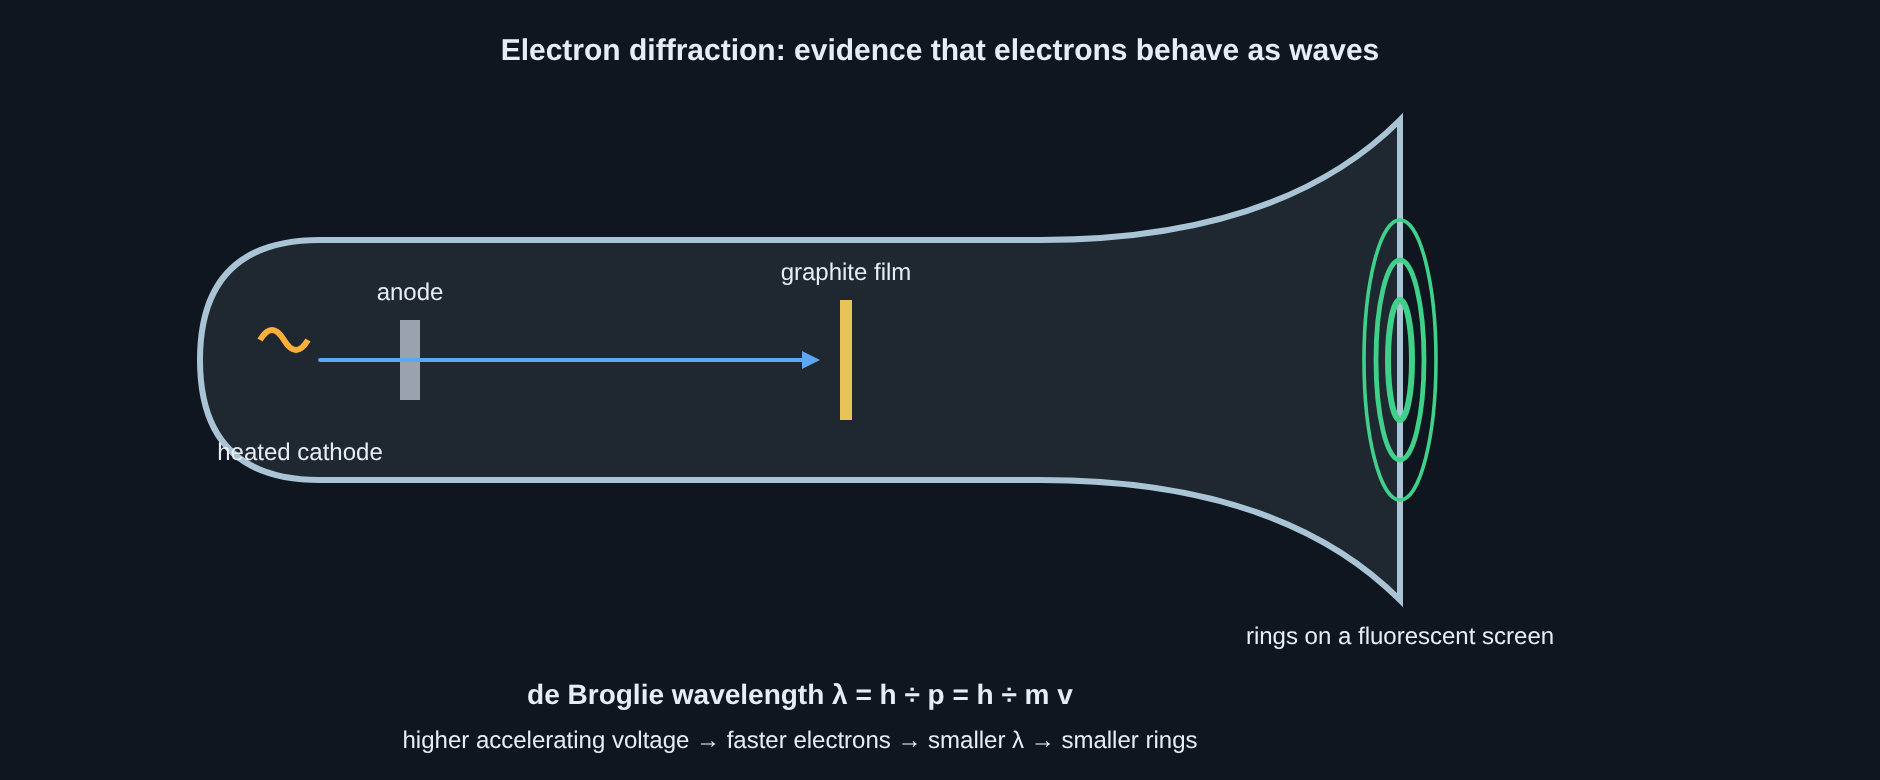 Electron diffraction: evidence that electrons behave as waves
graphite film
anode
heated cathode
rings on a fluorescent screen
de Broglie wavelength λ = h ÷ p = h ÷ m v
higher accelerating voltage → faster electrons → smaller λ → smaller rings